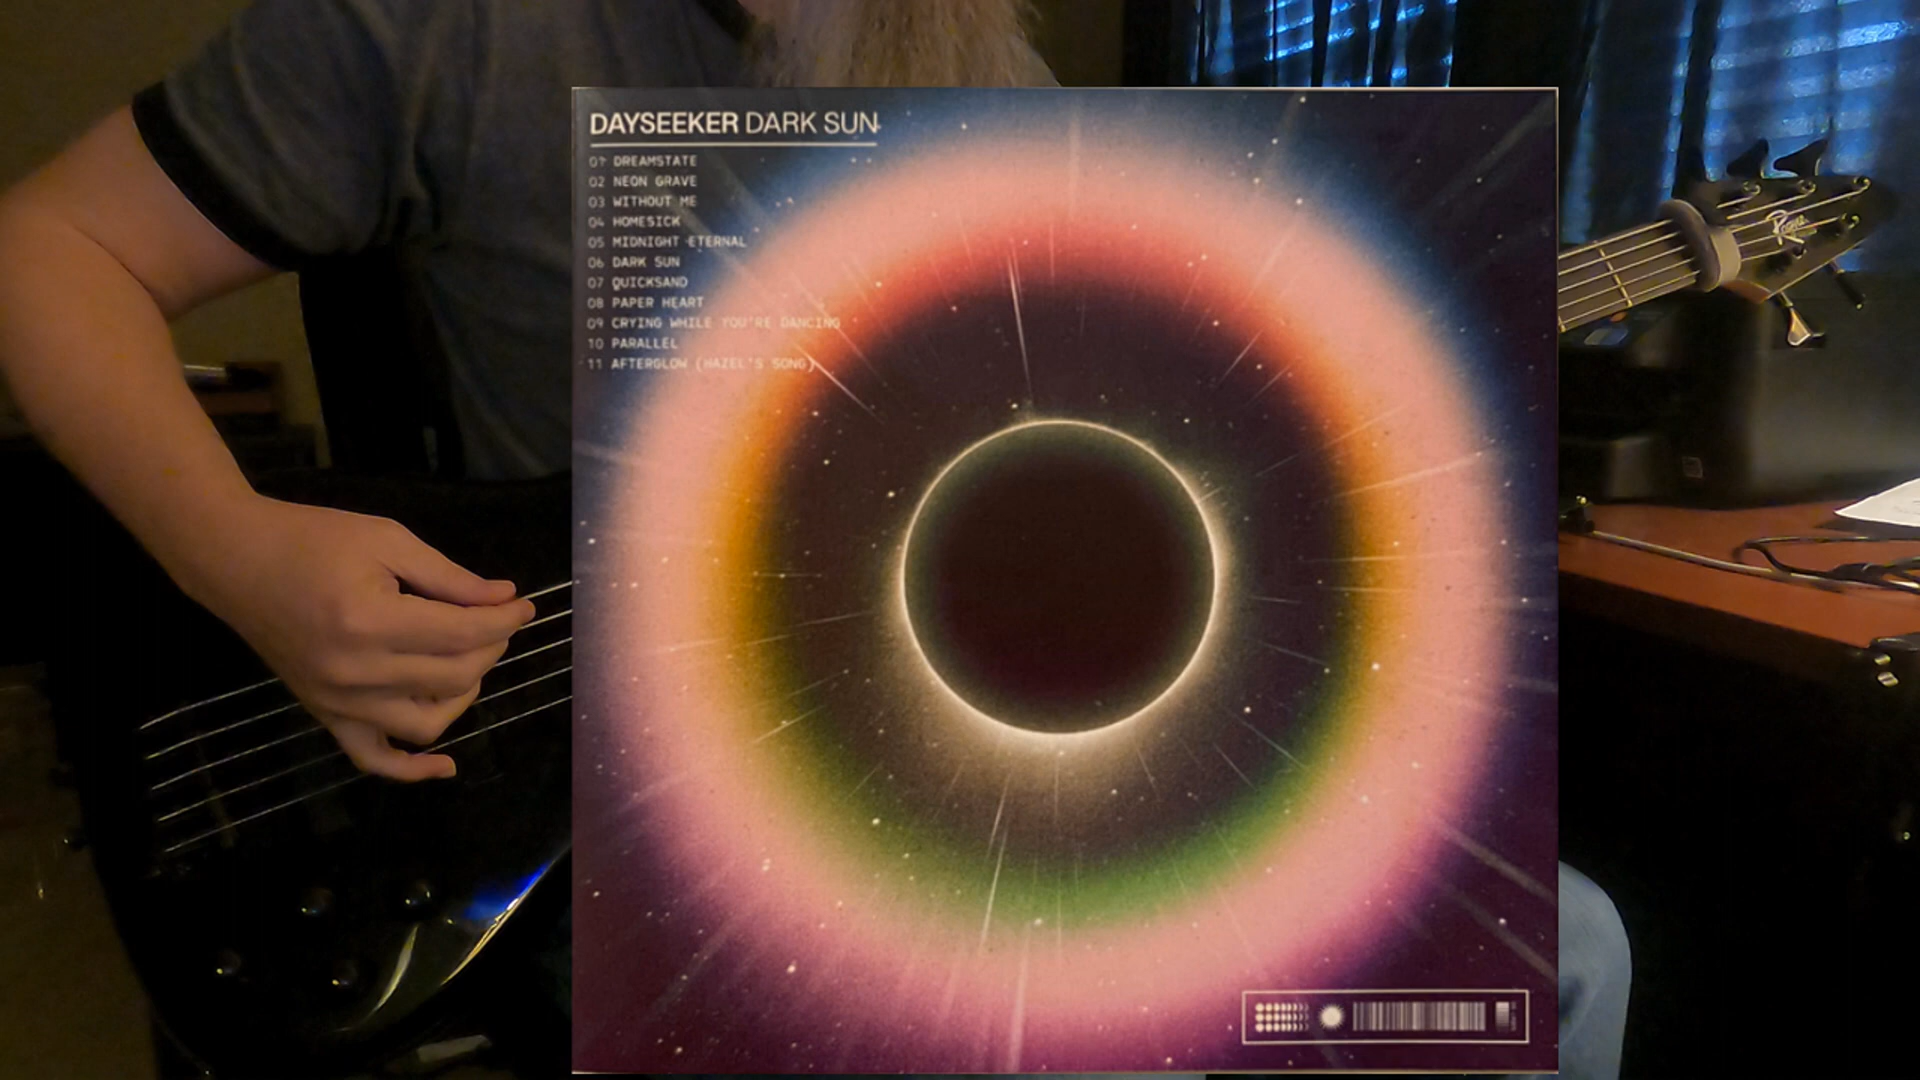 DAYSEEKER DARK SUN
01 DREAMSTATE
02 NEON GRAVE
03 WITHOUT ME
04 HOMESICK
05 MIDNIGHT ETERNAL
06 DARK SUN
07 QUICKSAND
08 PAPER HEART
09 CRYING WHILE YOU'RE DANCING
10 PARALLEL
11 AFTERGLOW (HAZEL'S SONG)
Rogue